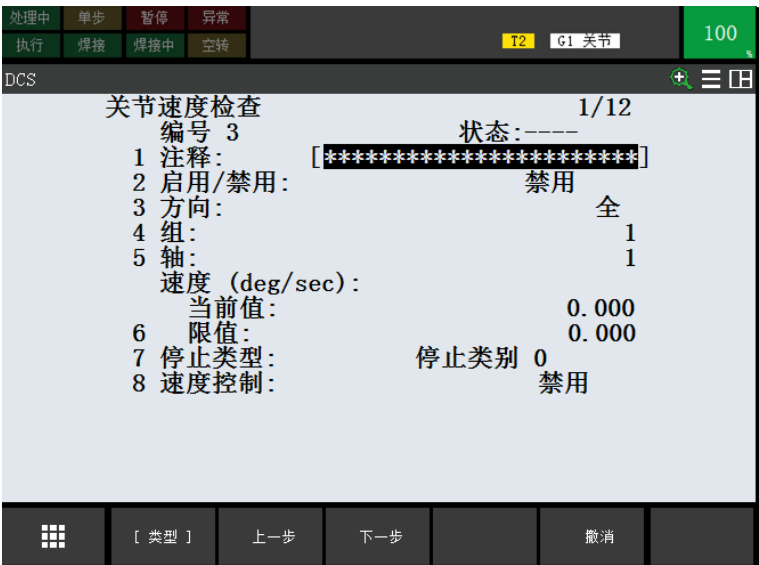 处理中 单步 暂停 异常
执行 焊接 焊接中 空转 T2 G1 关节 100 %
DCS
关节速度检查 1/12
编号 3 状态:----
1 注释: [************************]
2 启用/禁用: 禁用
3 方向: 全
4 组: 1
5 轴: 1
速度 (deg/sec):
当前值: 0.000
6 限值: 0.000
7 停止类型: 停止类别 0
8 速度控制: 禁用
[ 类型 ] 上一步 下一步 撤消